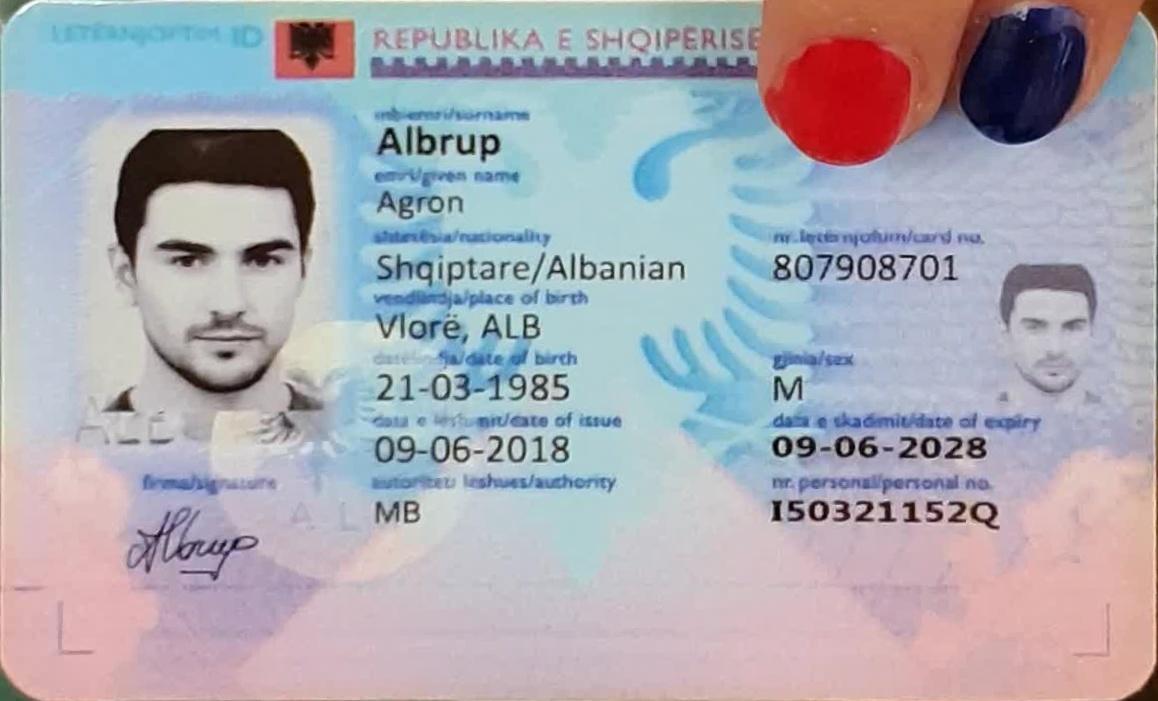 LETËRNJOFTIM ID
REPUBLIKA E SHQIPËRISË
mbiemri/surname
Albrup
emri/given name
Agron
shtetësia/nationality
Shqiptare/Albanian
nr. letërnjoftim/card no.
807908701
vendlindja/place of birth
Vlorë, ALB
datëlindja/date of birth
21-03-1985
gjinia/sex
M
data e lëshimit/date of issue
09-06-2018
data e skadimit/date of expiry
09-06-2028
autoriteti lëshues/authority
MB
nr. personal/personal no.
I50321152Q
firma/signature
Albrup